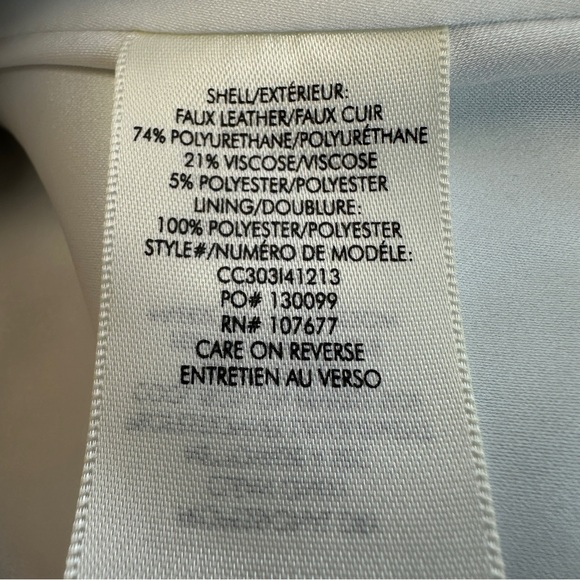 SHELL/EXTÉRIEUR:
FAUX LEATHER/FAUX CUIR
74% POLYURETHANE/POLYURÉTHANE
21% VISCOSE/VISCOSE
5% POLYESTER/POLYESTER
LINING/DOUBLURE:
100% POLYESTER/POLYESTER
STYLE#/NUMÉRO DE MODÉLE:
CC303I41213
PO# 130099
RN# 107677
CARE ON REVERSE
ENTRETIEN AU VERSO